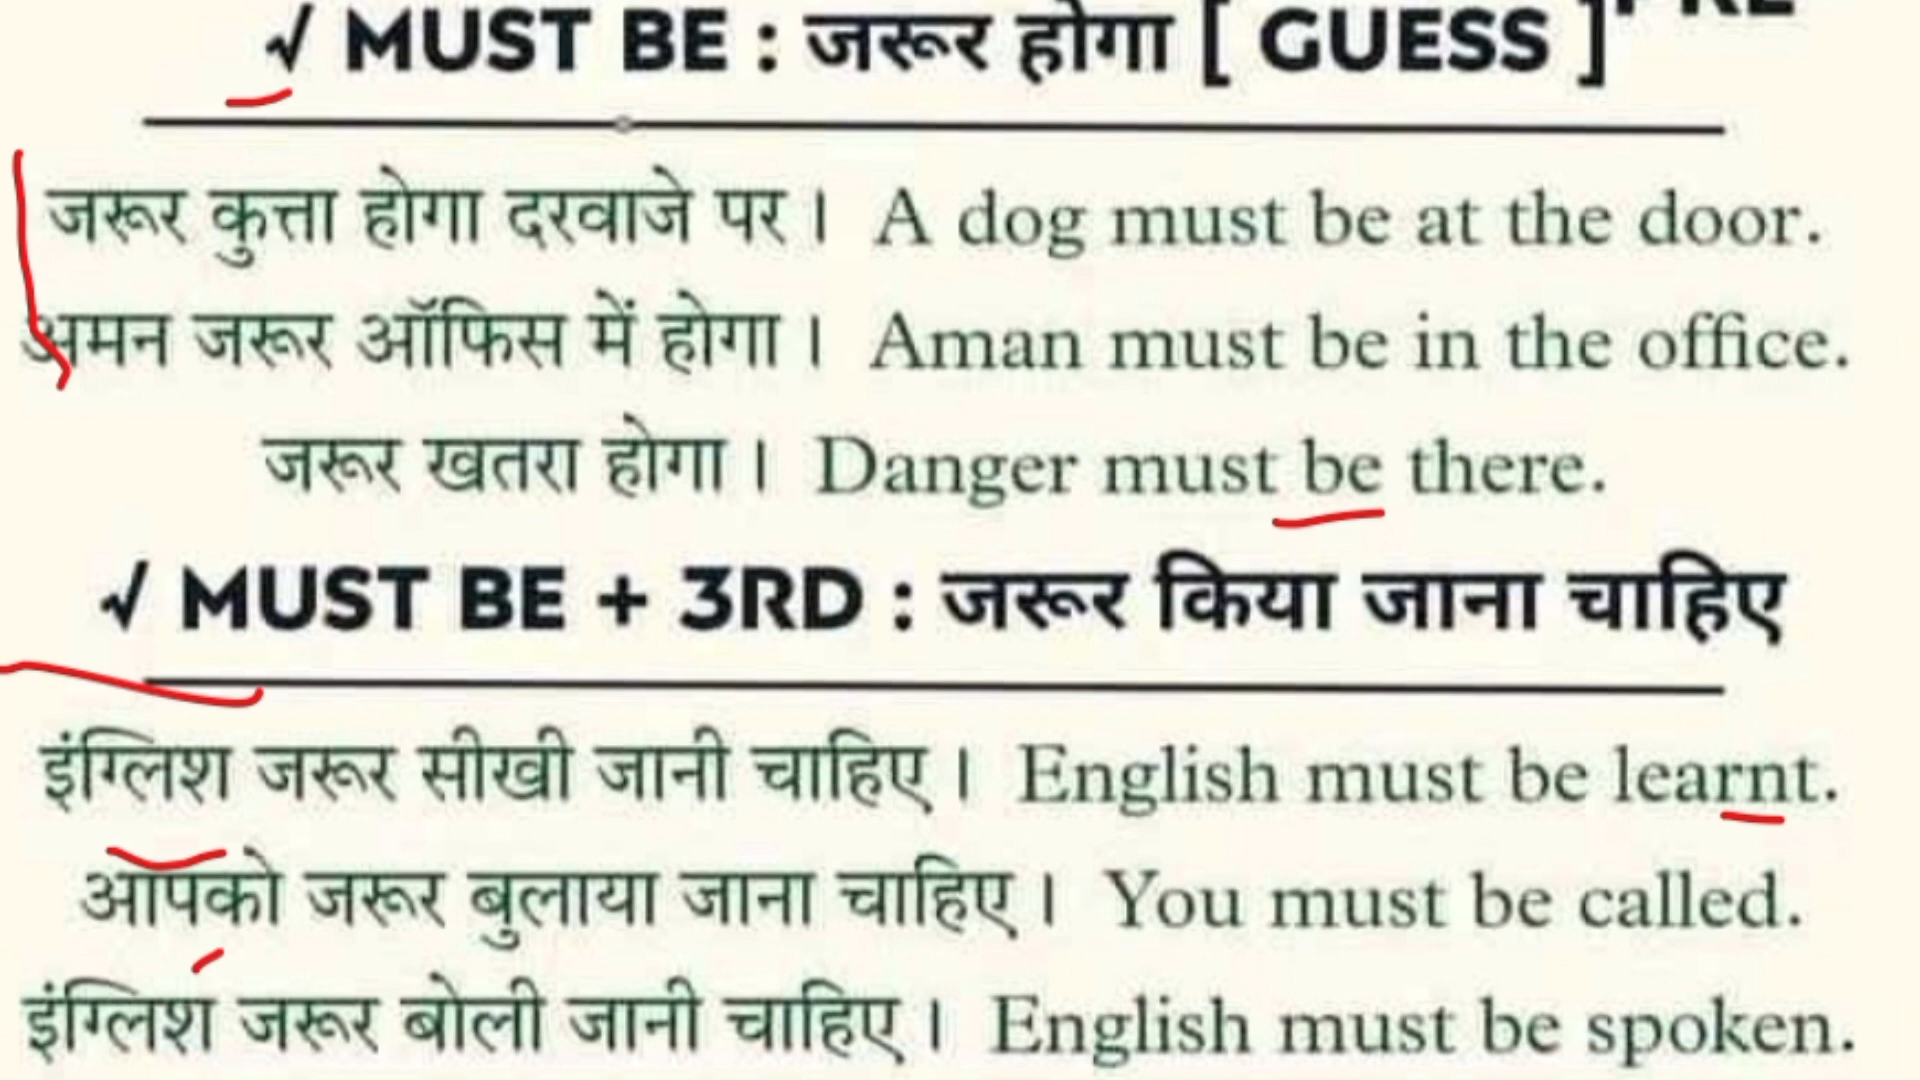 √ MUST BE : जरूर होगा [ GUESS ]
जरूर कुत्ता होगा दरवाजे पर । A dog must be at the door.
अमन जरूर ऑफिस में होगा । Aman must be in the office.
जरूर खतरा होगा । Danger must be there.
√ MUST BE + 3RD : जरूर किया जाना चाहिए
इंग्लिश जरूर सीखी जानी चाहिए । English must be learnt.
आपको जरूर बुलाया जाना चाहिए । You must be called.
इंग्लिश जरूर बोली जानी चाहिए । English must be spoken.